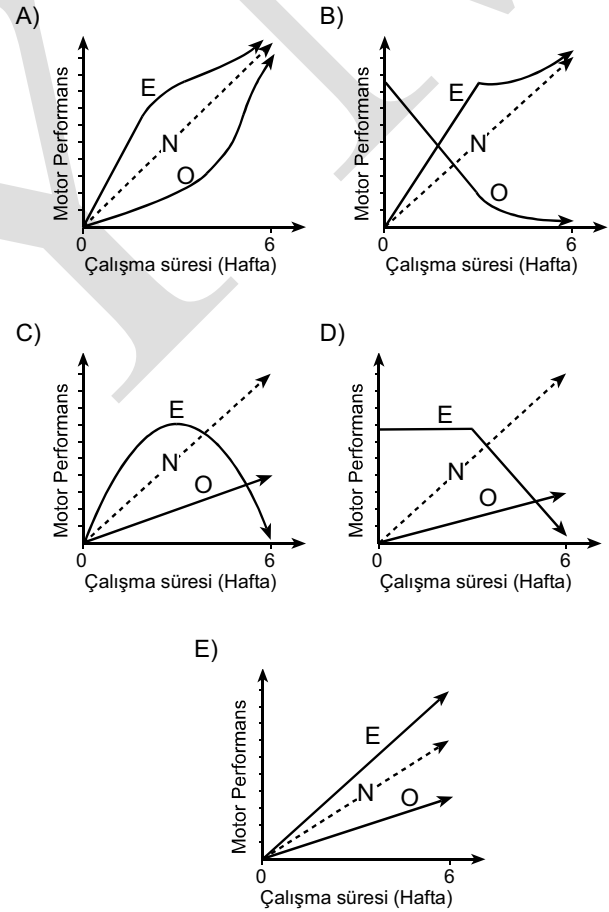 A)
Motor Performans
E
N
O
0
6
Çalışma süresi (Hafta)
B)
Motor Performans
E
N
O
0
6
Çalışma süresi (Hafta)
C)
Motor Performans
E
N
O
0
6
Çalışma süresi (Hafta)
D)
Motor Performans
E
N
O
0
6
Çalışma süresi (Hafta)
E)
Motor Performans
E
N
O
0
6
Çalışma süresi (Hafta)